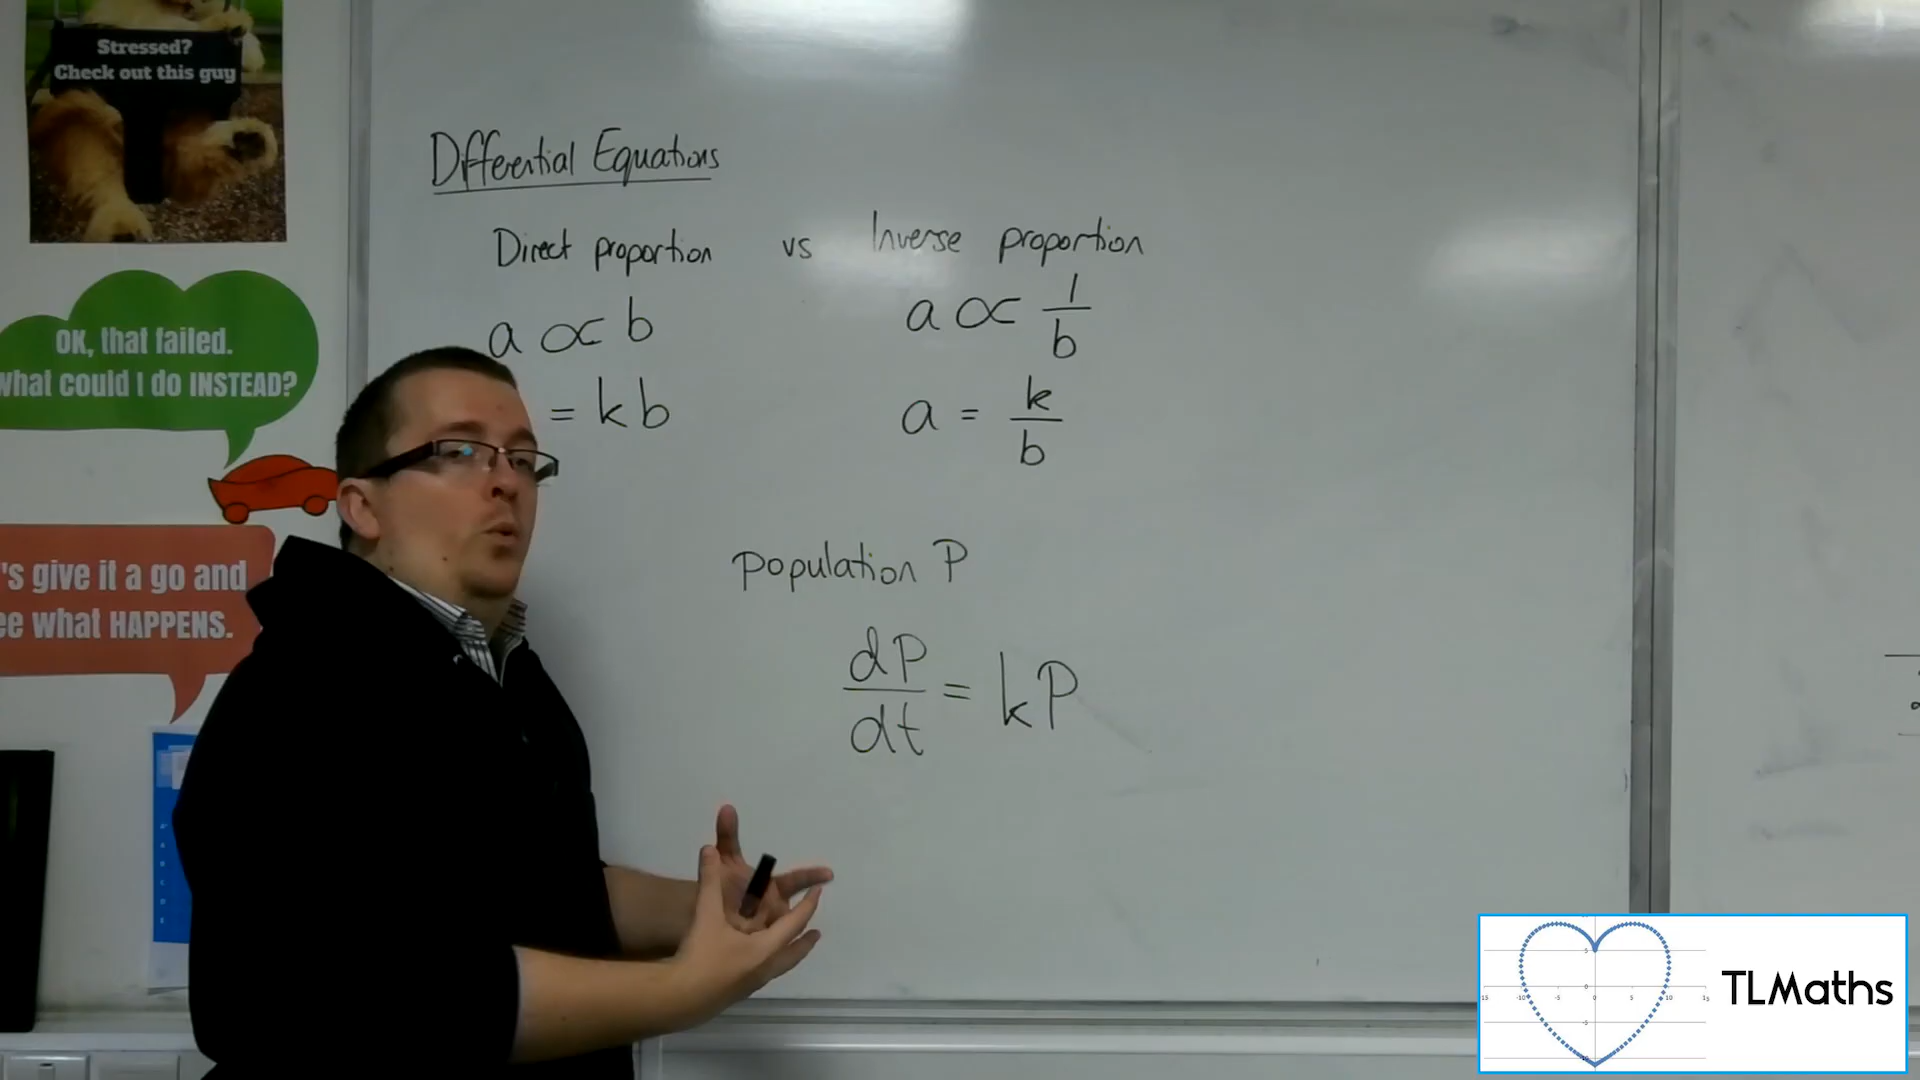 Stressed?
Check out this guy
Differential Equations
Direct proportion vs Inverse proportion
a ∝ b
a ∝ 1/b
= kb
a = k/b
OK, that failed.
what could I do INSTEAD?
's give it a go and
ee what HAPPENS.
Population P
dP/dt = kP
TLMaths